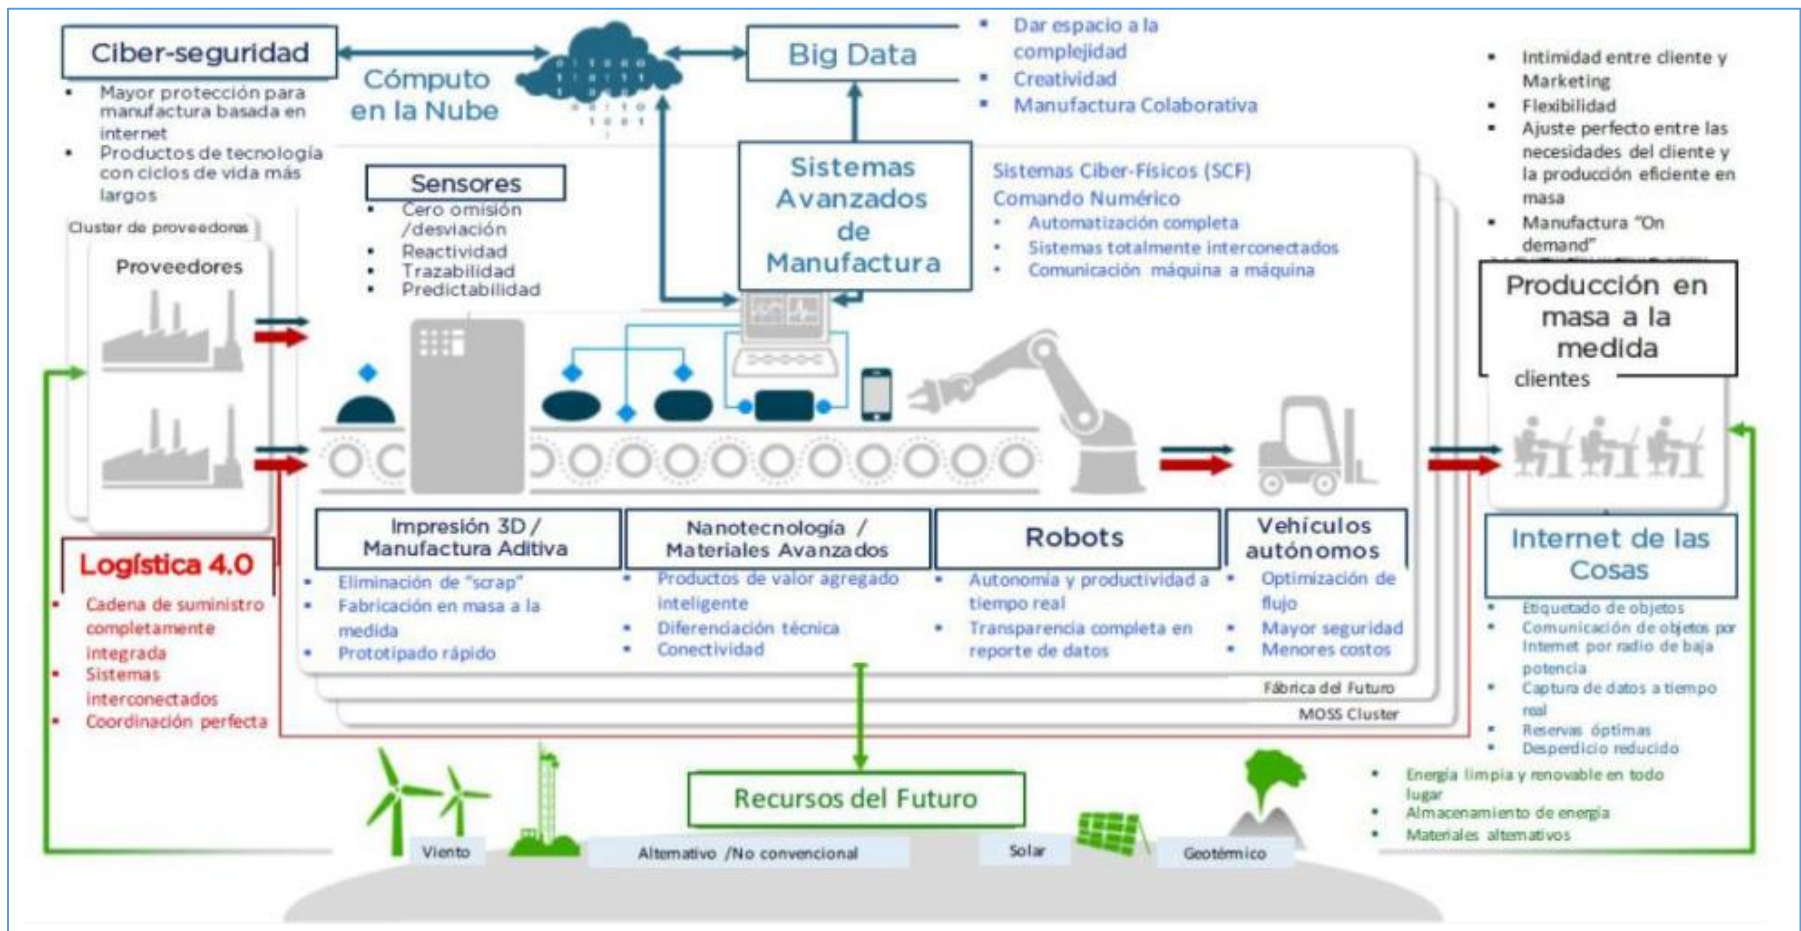 Ciber-seguridad
Mayor protección para
manufactura basada en
internet
Productos de tecnología
con ciclos de vida más
largos
Cómputo
en la Nube
Big Data
Dar espacio a la
complejidad
Creatividad
Manufactura Colaborativa
Intimidad entre cliente y
Marketing
Flexibilidad
Ajuste perfecto entre las
necesidades del cliente y
la producción eficiente en
masa
Manufactura "On
demand"
Cluster de proveedores
Proveedores
Sensores
Cero omisión
/desviación
Reactividad
Trazabilidad
Predictabilidad
Sistemas
Avanzados
de
Manufactura
Sistemas Ciber-Físicos (SCF)
Comando Numérico
Automatización completa
Sistemas totalmente interconectados
Comunicación máquina a máquina
Producción en
masa a la
medida
clientes
Logística 4.0
Cadena de suministro
completamente
integrada
Sistemas
interconectados
Coordinación perfecta
Impresión 3D /
Manufactura Aditiva
Eliminación de "scrap"
Fabricación en masa a la
medida
Prototipado rápido
Nanotecnología /
Materiales Avanzados
Productos de valor agregado
inteligente
Diferenciación técnica
Conectividad
Robots
Autonomía y productividad a
tiempo real
Transparencia completa en
reporte de datos
Vehículos
autónomos
Optimización de
flujo
Mayor seguridad
Menores costos
Fábrica del Futuro
MOSS Cluster
Internet de las
Cosas
Etiquetado de objetos
Comunicación de objetos por
Internet por radio de baja
potencia
Captura de datos a tiempo
real
Reservas óptimas
Desperdicio reducido
Recursos del Futuro
Energía limpia y renovable en todo
lugar
Almacenamiento de energía
Materiales alternativos
Viento
Alternativo /No convencional
Solar
Geotérmico